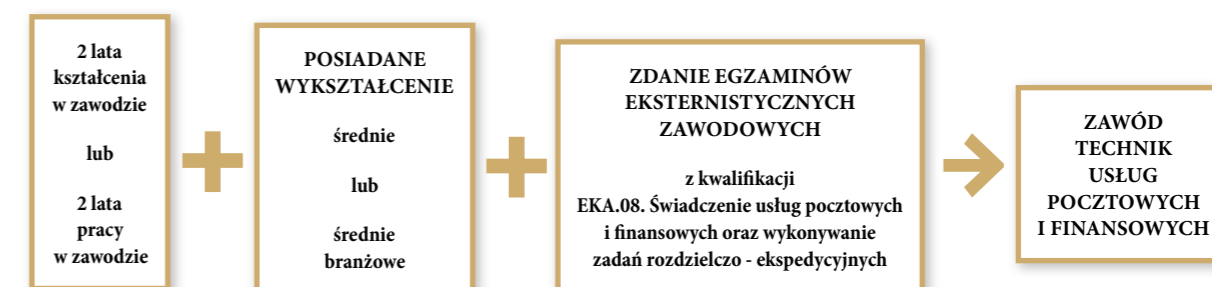 2 lata
kształcenia
w zawodzie
lub
2 lata
pracy
w zawodzie
POSIADANE
WYKSZTAŁCENIE
średnie
lub
średnie
branżowe
ZDANIE EGZAMINÓW
EKSTERNISTYCZNYCH
ZAWODOWYCH
z kwalifikacji
EKA.08. Świadczenie usług pocztowych
i finansowych oraz wykonywanie
zadań rozdzielczo - ekspedycyjnych
ZAWÓD
TECHNIK
USŁUG
POCZTOWYCH
I FINANSOWYCH